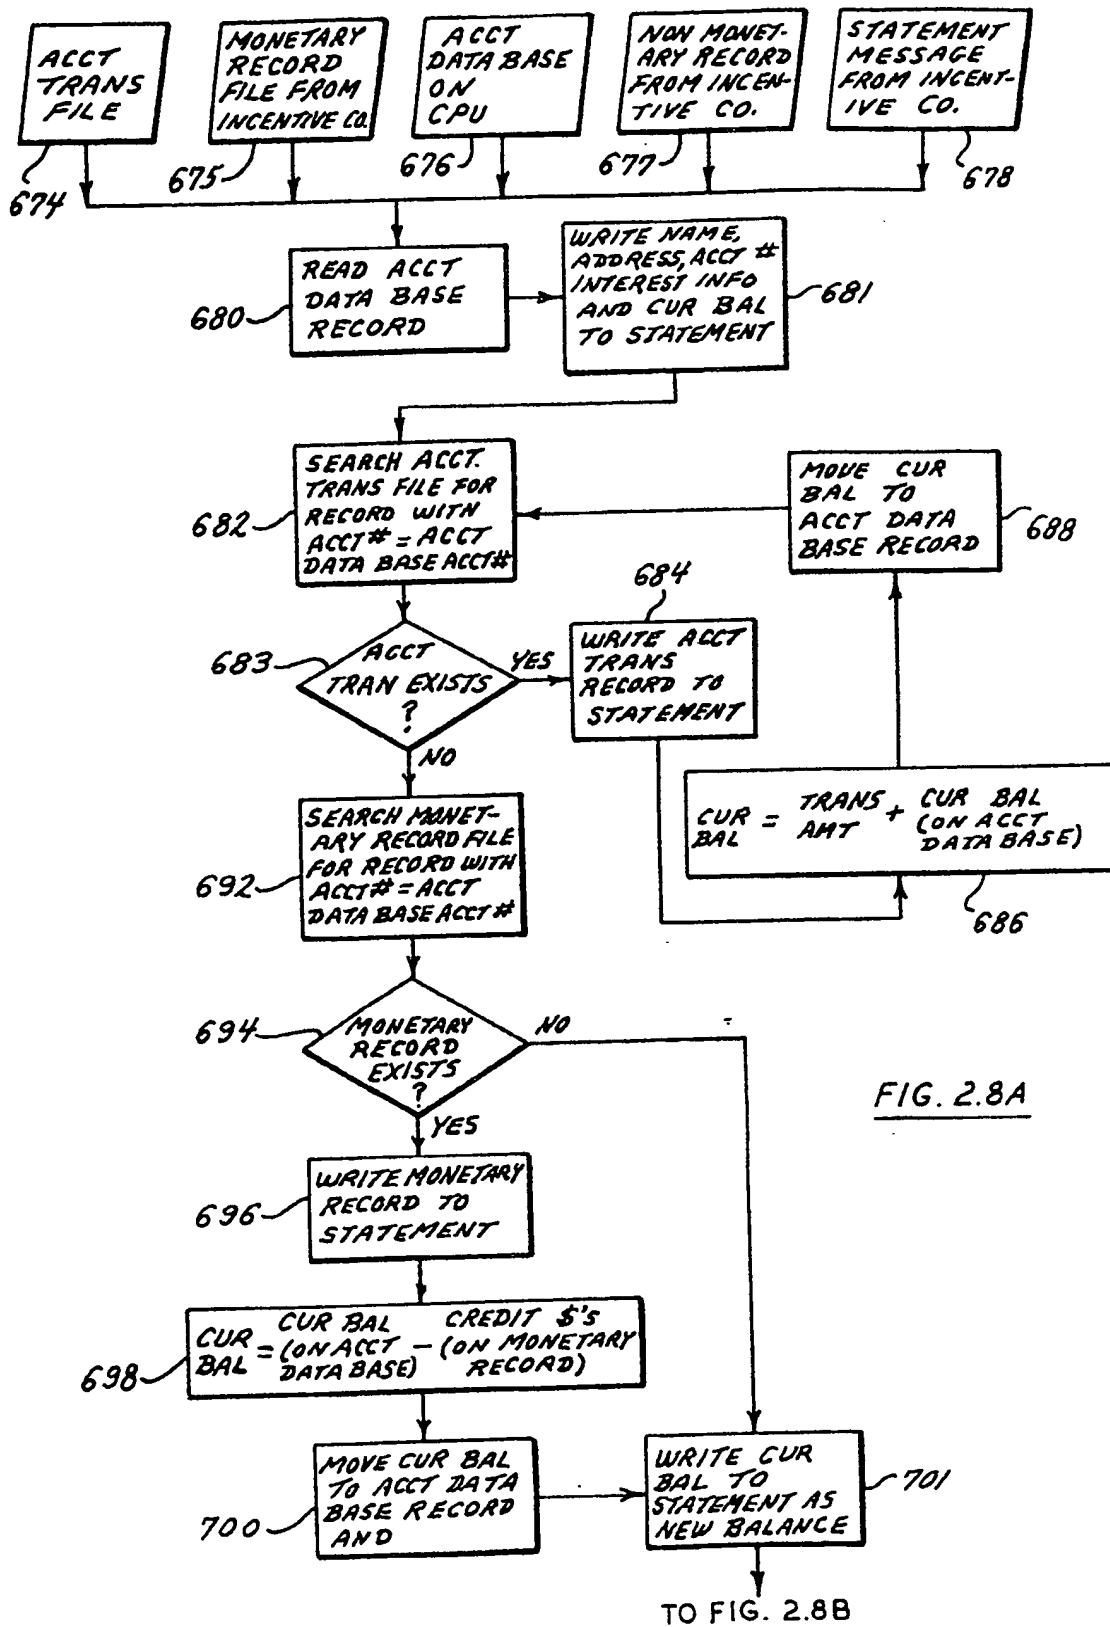 ACCT
TRANS
FILE
MONETARY
RECORD
FILE FROM
INCENTIVE CO.
ACCT
DATA BASE
ON
CPU
NON MONET-
ARY RECORD
FROM INCEN-
TIVE CO.
STATEMENT
MESSAGE
FROM INCENT-
IVE CO.
674
675
676
677
678
READ ACCT
DATA BASE
RECORD
680
WRITE NAME,
ADDRESS, ACCT #
INTEREST INFO
AND CUR BAL
TO STATEMENT
681
SEARCH ACCT.
TRANS FILE FOR
RECORD WITH
ACCT # = ACCT
DATA BASE ACCT #
682
MOVE CUR
BAL TO
ACCT DATA
BASE RECORD
688
683
ACCT
TRAN EXISTS
?
YES
NO
684
WRITE ACCT
TRANS
RECORD TO
STATEMENT
CUR BAL = TRANS AMT + CUR BAL (ON ACCT DATA BASE)
686
SEARCH MONET-
ARY RECORD FILE
FOR RECORD WITH
ACCT # = ACCT
DATA BASE ACCT #
692
694
MONETARY
RECORD
EXISTS
?
NO
YES
FIG. 2.8A
WRITE MONETARY
RECORD TO
STATEMENT
696
CUR BAL = CUR BAL (ON ACCT DATA BASE) - CREDIT $'s (ON MONETARY RECORD)
698
MOVE CUR BAL
TO ACCT DATA
BASE RECORD
AND
700
WRITE CUR
BAL TO
STATEMENT AS
NEW BALANCE
701
TO FIG. 2.8B